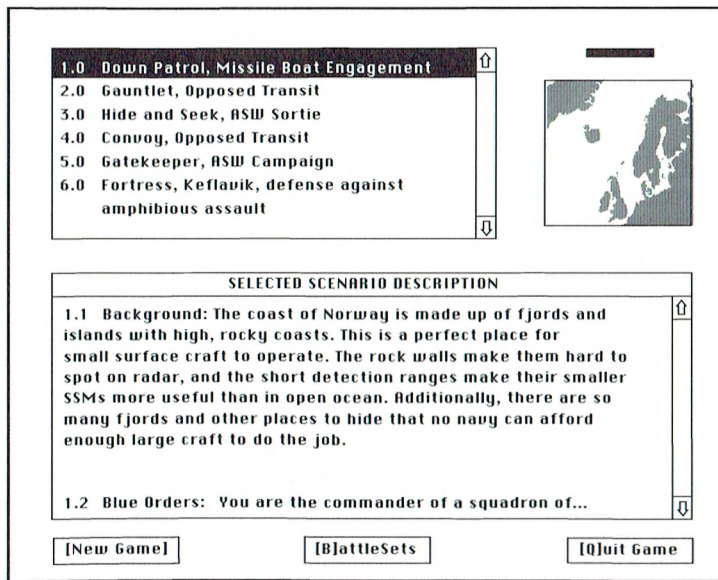 1.0 Down Patrol, Missile Boat Engagement
2.0 Gauntlet, Opposed Transit
3.0 Hide and Seek, ASW Sortie
4.0 Convoy, Opposed Transit
5.0 Gatekeeper, ASW Campaign
6.0 Fortress, Keflavik, defense against
amphibious assault
SELECTED SCENARIO DESCRIPTION
1.1 Background: The coast of Norway is made up of fjords and
islands with high, rocky coasts. This is a perfect place for
small surface craft to operate. The rock walls make them hard to
spot on radar, and the short detection ranges make their smaller
SSMs more useful than in open ocean. Additionally, there are so
many fjords and other places to hide that no navy can afford
enough large craft to do the job.
1.2 Blue Orders: You are the commander of a squadron of...
[New Game]
[B]attleSets
[Q]uit Game